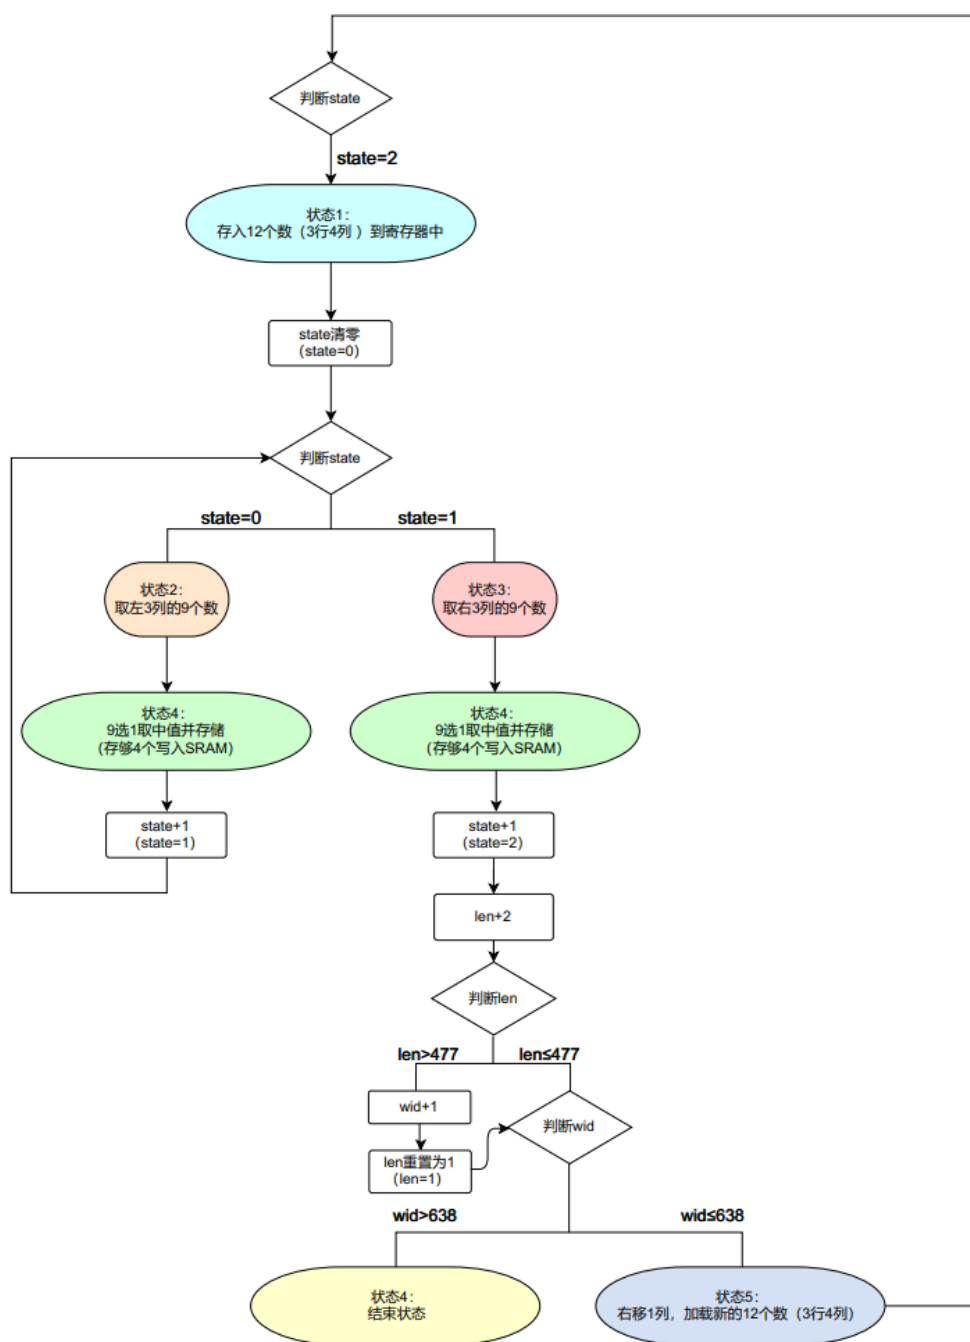 判断state
state=2
状态1：
存入12个数（3行4列 ）到寄存器中
state清零
（state=0）
判断state
state=0
state=1
状态2：
取左3列的9个数
状态3：
取右3列的9个数
状态4：
9选1取中值并存储
（存够4个写入SRAM）
状态4：
9选1取中值并存储
（存够4个写入SRAM）
state+1
（state=1）
state+1
（state=2）
len+2
判断len
len>477
len≤477
wid+1
判断wid
len重置为1
（len=1）
wid>638
wid≤638
状态4：
结束状态
状态5：
右移1列，加载新的12个数（3行4列）